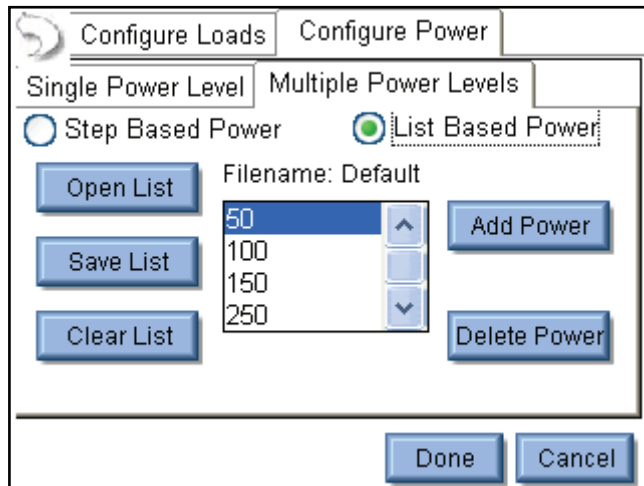 Configure Loads Configure Power
Single Power Level Multiple Power Levels
Step Based Power List Based Power
Open List
Filename: Default
50
100
150
250
Add Power
Save List
Clear List
Delete Power
Done Cancel